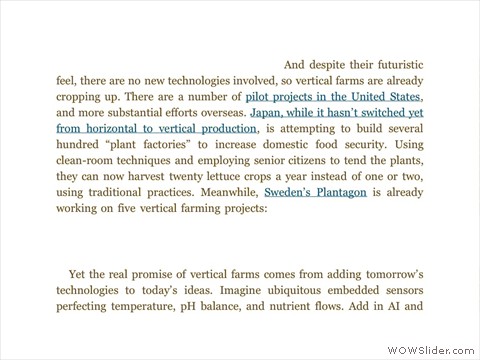 And despite their futuristic
feel, there are no new technologies involved, so vertical farms are already
cropping up. There are a number of pilot projects in the United States,
and more substantial efforts overseas. Japan, while it hasn't switched yet
from horizontal to vertical production, is attempting to build several
hundred “plant factories” to increase domestic food security. Using
clean-room techniques and employing senior citizens to tend the plants,
they can now harvest twenty lettuce crops a year instead of one or two,
using traditional practices. Meanwhile, Sweden's Plantagon is already
working on five vertical farming projects:
Yet the real promise of vertical farms comes from adding tomorrow's
technologies to today's ideas. Imagine ubiquitous embedded sensors
perfecting temperature, pH balance, and nutrient flows. Add in AI and
WOWSlider.com